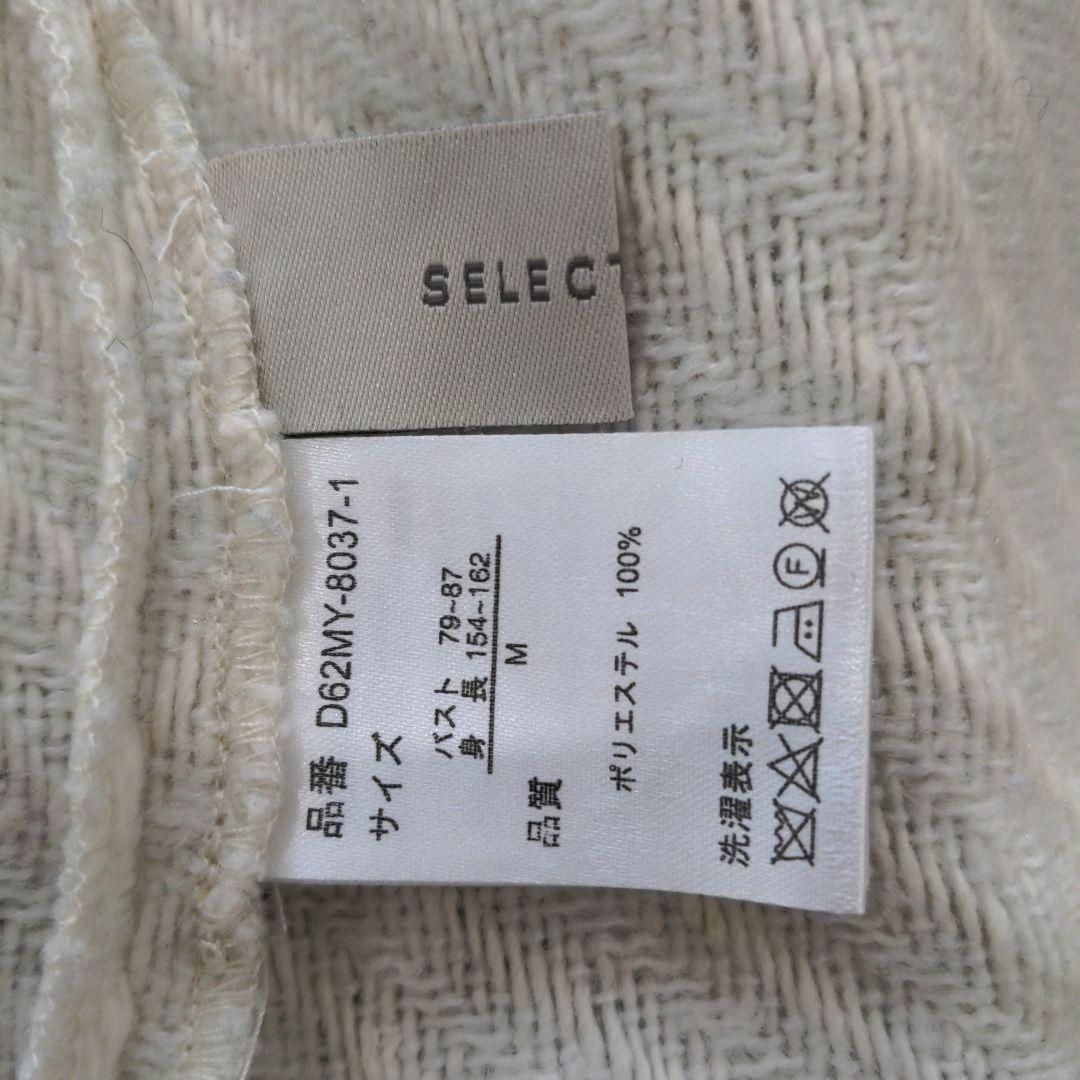 SELECT
品番 D62MY-8037-1
サイズ
バスト 79~87
身 長 154~162
M
品質
ポリエステル 100%
洗濯表示
F
W